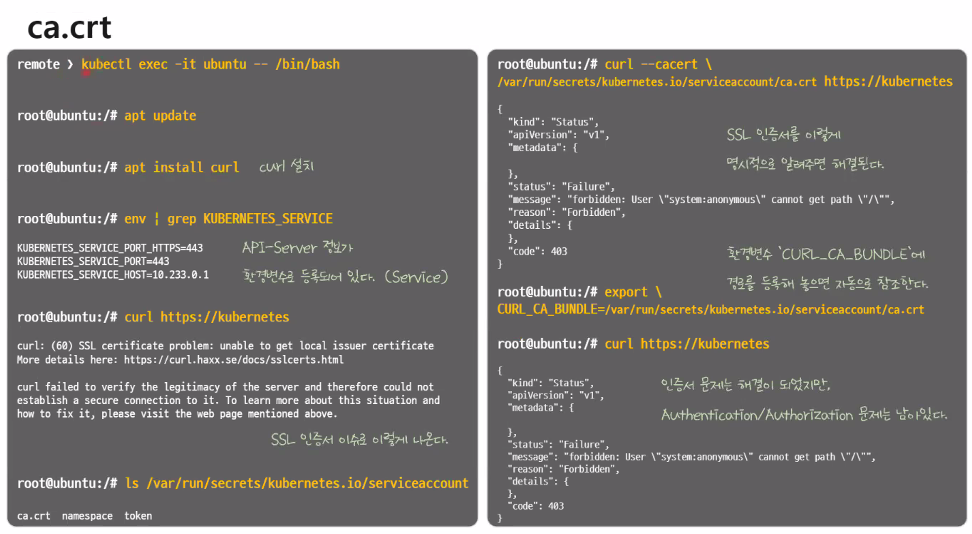 ca.crt
remote ❯ kubectl exec -it ubuntu -- /bin/bash
root@ubuntu:/# apt update
root@ubuntu:/# apt install curl curl 설치
root@ubuntu:/# env | grep KUBERNETES_SERVICE
KUBERNETES_SERVICE_PORT_HTTPS=443 API-Server 정보가
KUBERNETES_SERVICE_PORT=443
KUBERNETES_SERVICE_HOST=10.233.0.1 환경변수로 등록되어 있다. (Service)
root@ubuntu:/# curl https://kubernetes
curl: (60) SSL certificate problem: unable to get local issuer certificate
More details here: https://curl.haxx.se/docs/sslcerts.html
curl failed to verify the legitimacy of the server and therefore could not
establish a secure connection to it. To learn more about this situation and
how to fix it, please visit the web page mentioned above.
SSL 인증서 이슈로 이렇게 나온다.
root@ubuntu:/# ls /var/run/secrets/kubernetes.io/serviceaccount
ca.crt namespace token
root@ubuntu:/# curl --cacert \
/var/run/secrets/kubernetes.io/serviceaccount/ca.crt https://kubernetes
{
"kind": "Status",
"apiVersion": "v1", SSL 인증서를 이렇게
"metadata": {
명시적으로 알려주면 해결된다.
},
"status": "Failure",
"message": "forbidden: User \"system:anonymous\" cannot get path \"/\"",
"reason": "Forbidden",
"details": {
},
"code": 403 환경변수 'CURL_CA_BUNDLE'에
}
경로를 등록해 놓으면 자동으로 참조한다.
root@ubuntu:/# export \
CURL_CA_BUNDLE=/var/run/secrets/kubernetes.io/serviceaccount/ca.crt
root@ubuntu:/# curl https://kubernetes
{
"kind": "Status", 인증서 문제는 해결이 되었지만,
"apiVersion": "v1",
"metadata": { Authentication/Authorization 문제는 남아있다.
},
"status": "Failure",
"message": "forbidden: User \"system:anonymous\" cannot get path \"/\"",
"reason": "Forbidden",
"details": {
},
"code": 403
}